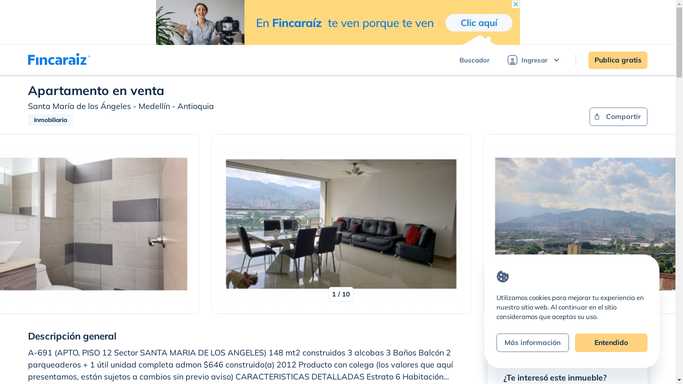 En Fincaraíz te ven porque te ven
Clic aquí
Fincaraíz
Buscador
Ingresar
Publica gratis
Apartamento en venta
Santa María de los Ángeles - Medellín - Antioquia
Inmobiliaria
Compartir
1 / 10
Utilizamos cookies para mejorar tu experiencia en
nuestro sitio web. Al continuar en el sitio
consideramos que aceptas su uso.
Más información
Entendido
Descripción general
A-691 (APTO, PISO 12 Sector SANTA MARIA DE LOS ANGELES) 148 mt2 construidos 3 alcobas 3 Baños Balcón 2
parqueaderos + 1 útil unidad completa admon $646 construido(a) 2012 Producto con colega (los valores que aquí
presentamos, están sujetos a cambios sin previo aviso) CARACTERISTICAS DETALLADAS Estrato 6 Habitación...
¿Te interesó este inmueble?